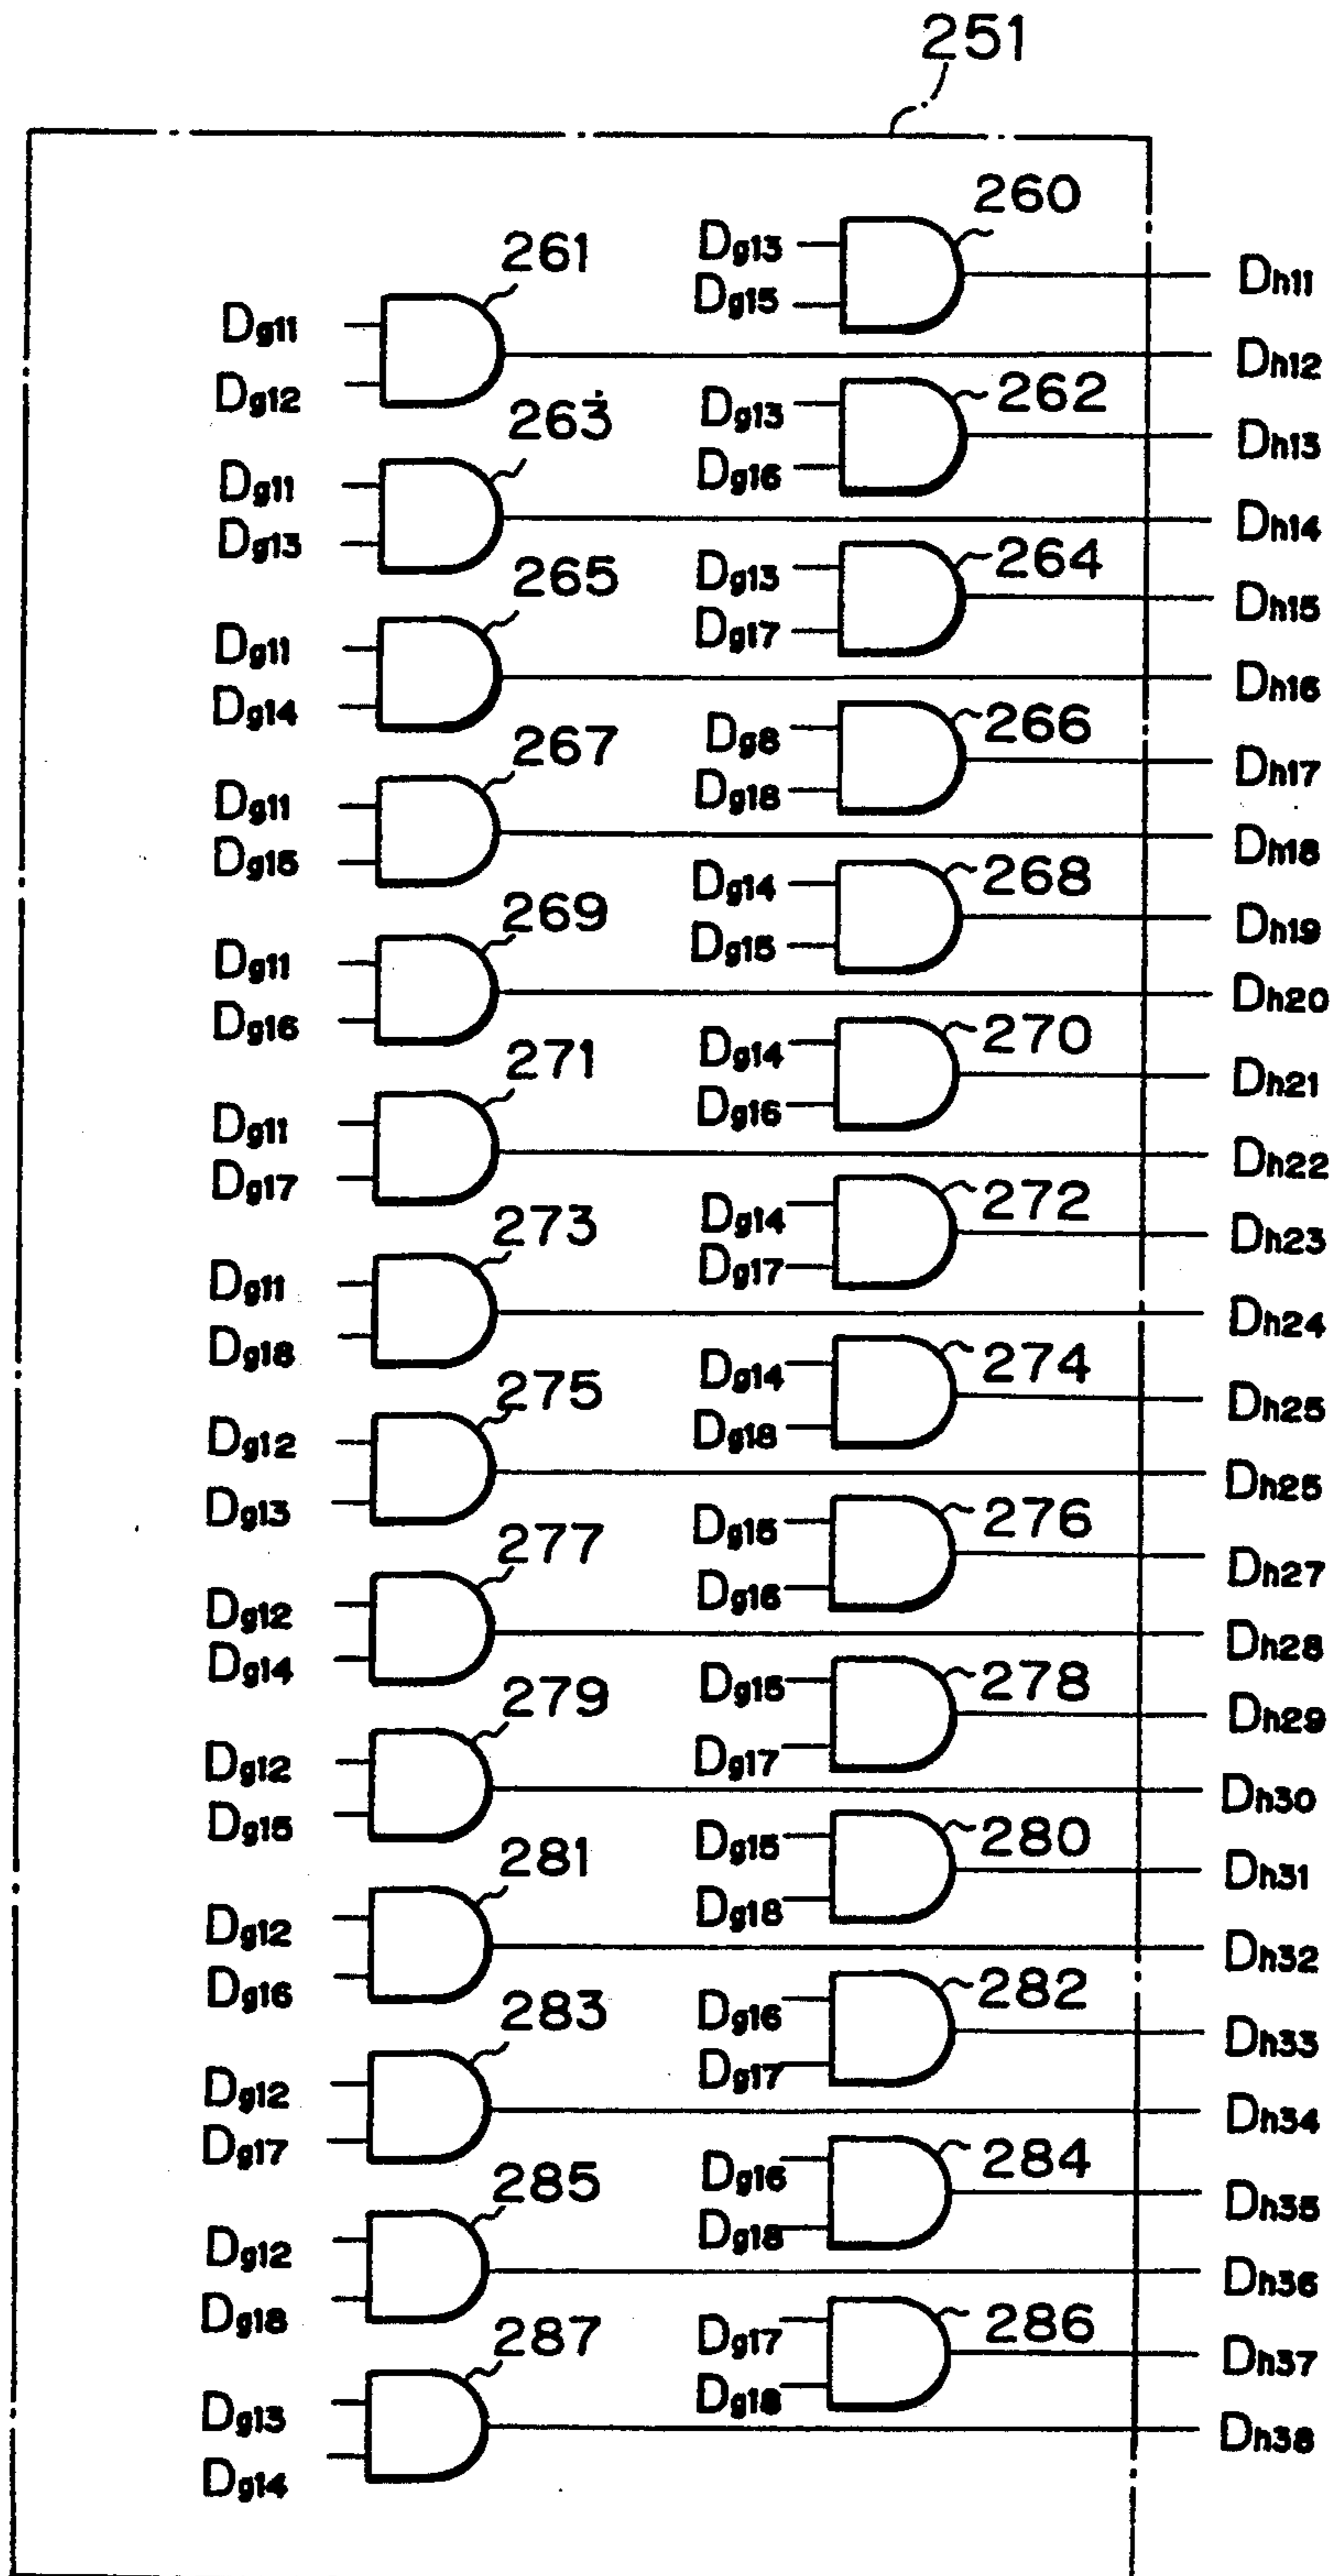 251
260
Dg13
Dg15
Dh11
261
Dg11
Dg12
Dh12
262
Dg13
Dg16
Dh13
263
Dg11
Dg13
Dh14
264
Dg13
Dg17
Dh15
265
Dg11
Dg14
Dh16
266
Dg8
Dg18
Dh17
267
Dg11
Dg15
Dh18
268
Dg14
Dg15
Dh19
269
Dg11
Dg16
Dh20
270
Dg14
Dg16
Dh21
271
Dg11
Dg17
Dh22
272
Dg14
Dg17
Dh23
273
Dg11
Dg18
Dh24
274
Dg14
Dg18
Dh25
275
Dg12
Dg13
Dh25
276
Dg15
Dg16
Dh27
277
Dg12
Dg14
Dh28
278
Dg15
Dg17
Dh29
279
Dg12
Dg15
Dh30
280
Dg15
Dg18
Dh31
281
Dg12
Dg16
Dh32
282
Dg16
Dg17
Dh33
283
Dg12
Dg17
Dh34
284
Dg16
Dg18
Dh35
285
Dg12
Dg18
Dh36
286
Dg17
Dg18
Dh37
287
Dg13
Dg14
Dh38